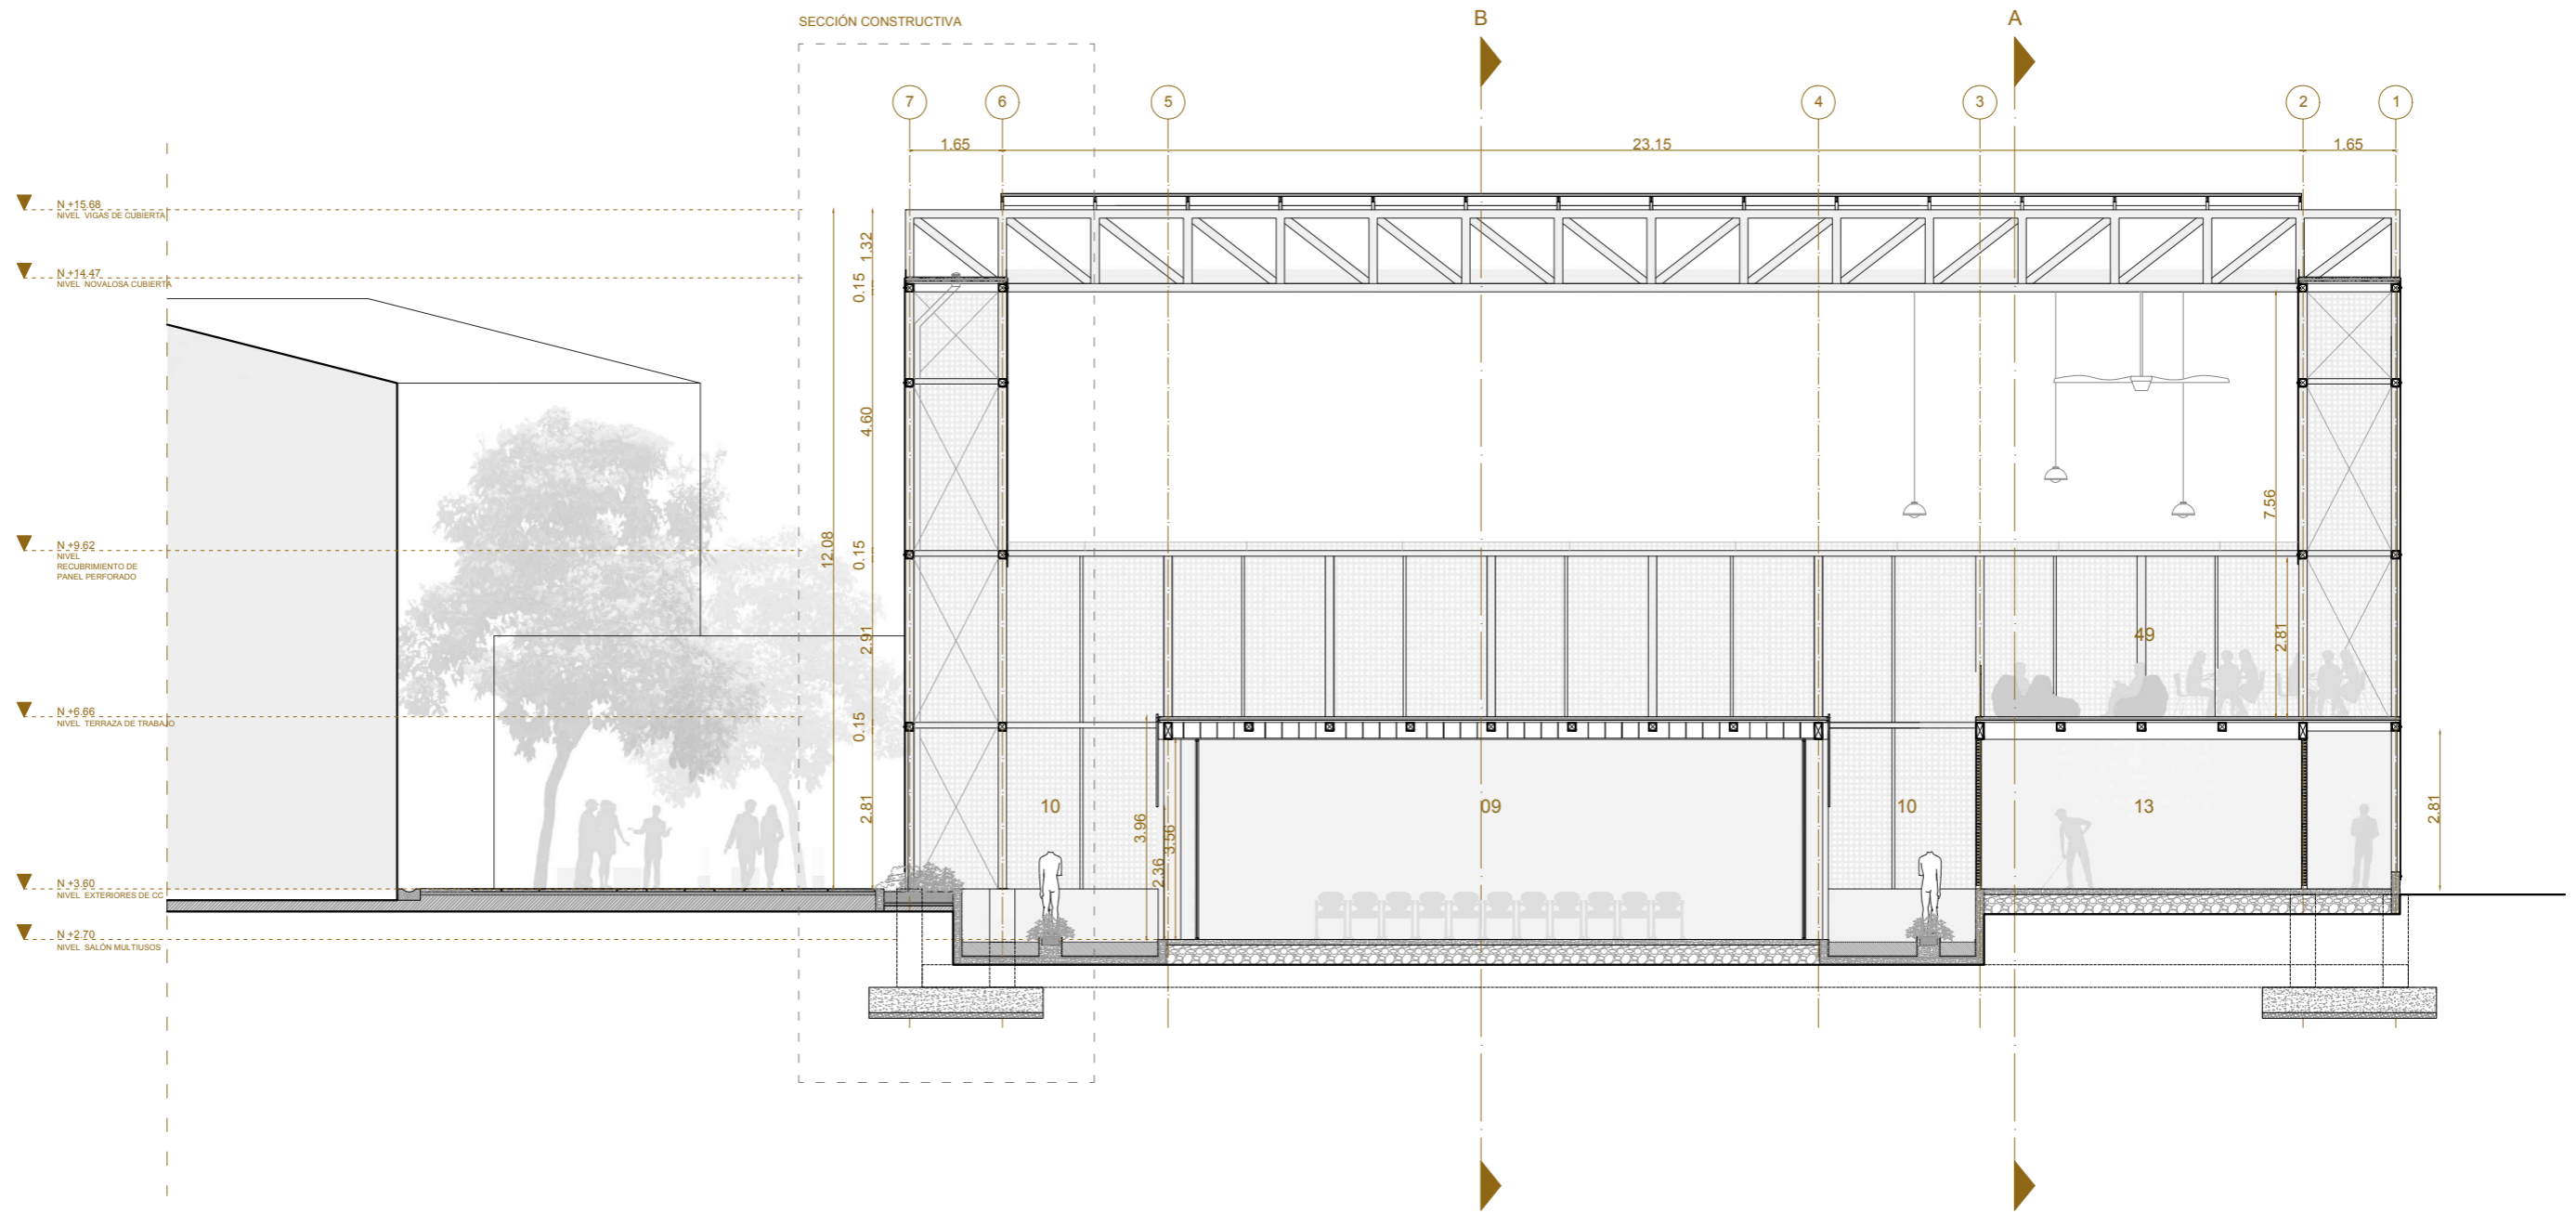 SECCIÓN CONSTRUCTIVA
B
A
7
6
5
4
3
2
1
1.65
23.15
1.65
N +15.68
NIVEL VIGAS DE CUBIERTA
1.32
N +14.47
NIVEL NOVALOSA CUBIERTA
0.15
4.60
7.56
N +9.62
NIVEL
RECUBRIMIENTO DE
PANEL PERFORADO
12.08
0.15
2.91
49
2.81
N +6.66
NIVEL TERRAZA DE TRABAJO
0.15
2.81
10
3.96
3.56
2.36
09
10
13
2.81
N +3.60
NIVEL EXTERIORES DE CC
N +2.70
NIVEL SALÓN MULTIUSOS